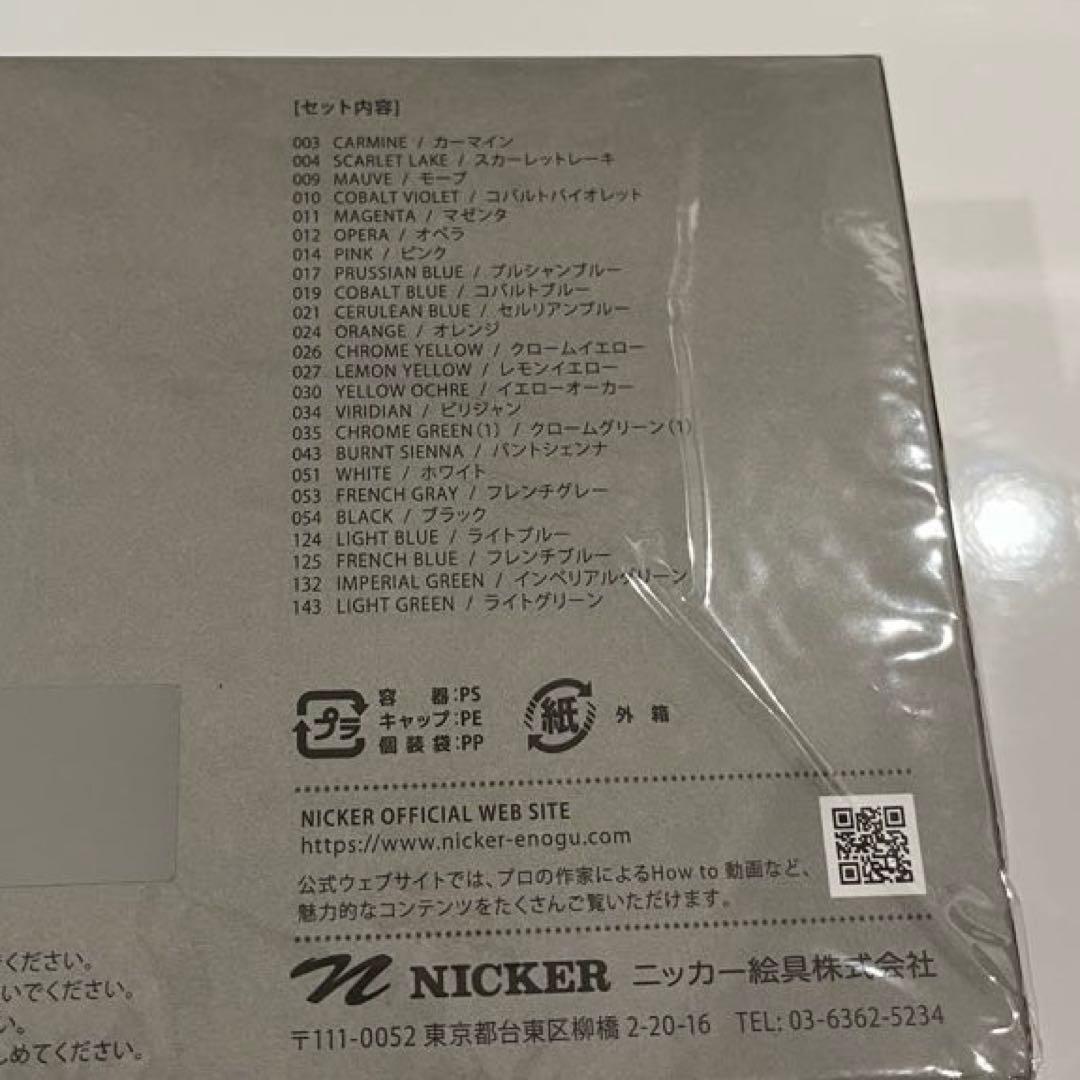 [セット内容]
003 CARMINE / カーマイン
004 SCARLET LAKE / スカーレットレーキ
009 MAUVE / モーブ
010 COBALT VIOLET / コバルトバイオレット
011 MAGENTA / マゼンタ
012 OPERA / オペラ
014 PINK / ピンク
017 PRUSSIAN BLUE / プルシャンブルー
019 COBALT BLUE / コバルトブルー
021 CERULEAN BLUE / セルリアンブルー
024 ORANGE / オレンジ
026 CHROME YELLOW / クロームイエロー
027 LEMON YELLOW / レモンイエロー
030 YELLOW OCHRE / イエローオーカー
034 VIRIDIAN / ビリジャン
035 CHROME GREEN(1) / クロームグリーン(1)
043 BURNT SIENNA / バントシェンナ
051 WHITE / ホワイト
053 FRENCH GRAY / フレンチグレー
054 BLACK / ブラック
124 LIGHT BLUE / ライトブルー
125 FRENCH BLUE / フレンチブルー
132 IMPERIAL GREEN / インペリアルグリーン
143 LIGHT GREEN / ライトグリーン
プラ
容器:PS
キャップ:PE
個装袋:PP
紙 外箱
NICKER OFFICIAL WEB SITE
https://www.nicker-enogu.com
公式ウェブサイトでは、プロの作家によるHow to 動画など、
魅力的なコンテンツをたくさんご覧いただけます。
NICKER ニッカー絵具株式会社
〒111-0052 東京都台東区柳橋 2-20-16 TEL: 03-6362-5234
ください。
いでください。
い。
しめてください。